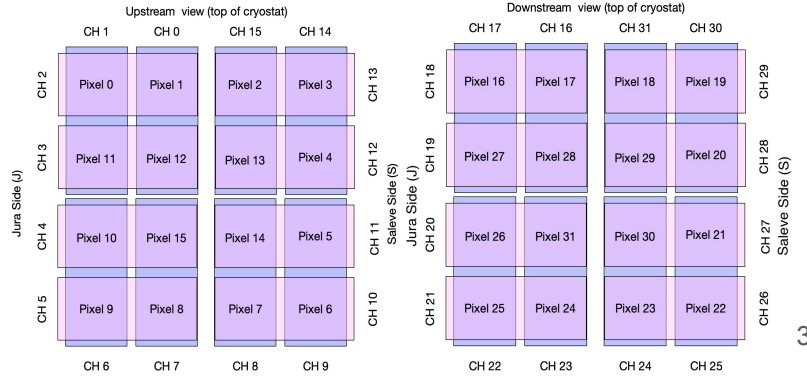 Upstream view (top of cryostat)
CH 1 CH 0 CH 15 CH 14
CH 2 Pixel 0 Pixel 1 Pixel 2 Pixel 3 CH 13
CH 3 Pixel 11 Pixel 12 Pixel 13 Pixel 4 CH 12
CH 4 Pixel 10 Pixel 15 Pixel 14 Pixel 5 CH 11
CH 5 Pixel 9 Pixel 8 Pixel 7 Pixel 6 CH 10
CH 6 CH 7 CH 8 CH 9
Jura Side (J)
Saleve Side (S)
Downstream view (top of cryostat)
CH 17 CH 16 CH 31 CH 30
CH 18 Pixel 16 Pixel 17 Pixel 18 Pixel 19 CH 29
CH 19 Pixel 27 Pixel 28 Pixel 29 Pixel 20 CH 28
CH 20 Pixel 26 Pixel 31 Pixel 30 Pixel 21 CH 27
CH 21 Pixel 25 Pixel 24 Pixel 23 Pixel 22 CH 26
CH 22 CH 23 CH 24 CH 25
Jura Side (J)
Saleve Side (S)
3